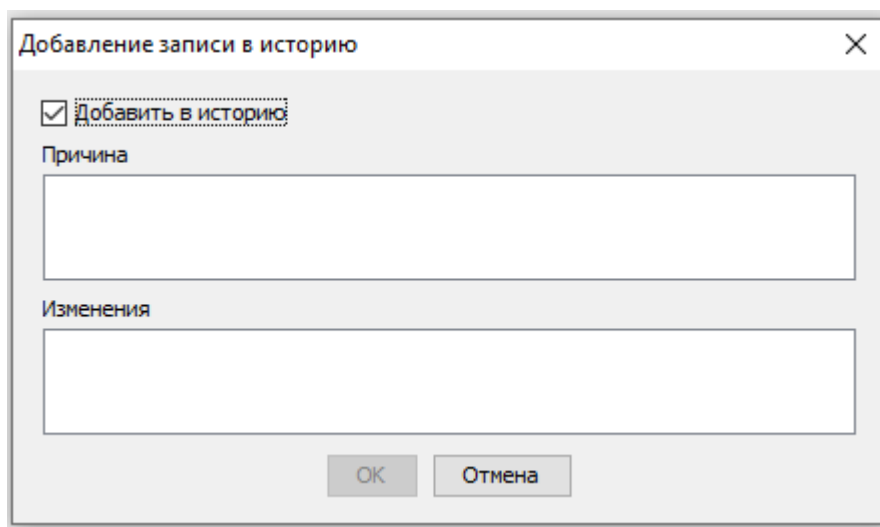 Добавление записи в историю
Добавить в историю
Причина
Изменения
OK Отмена